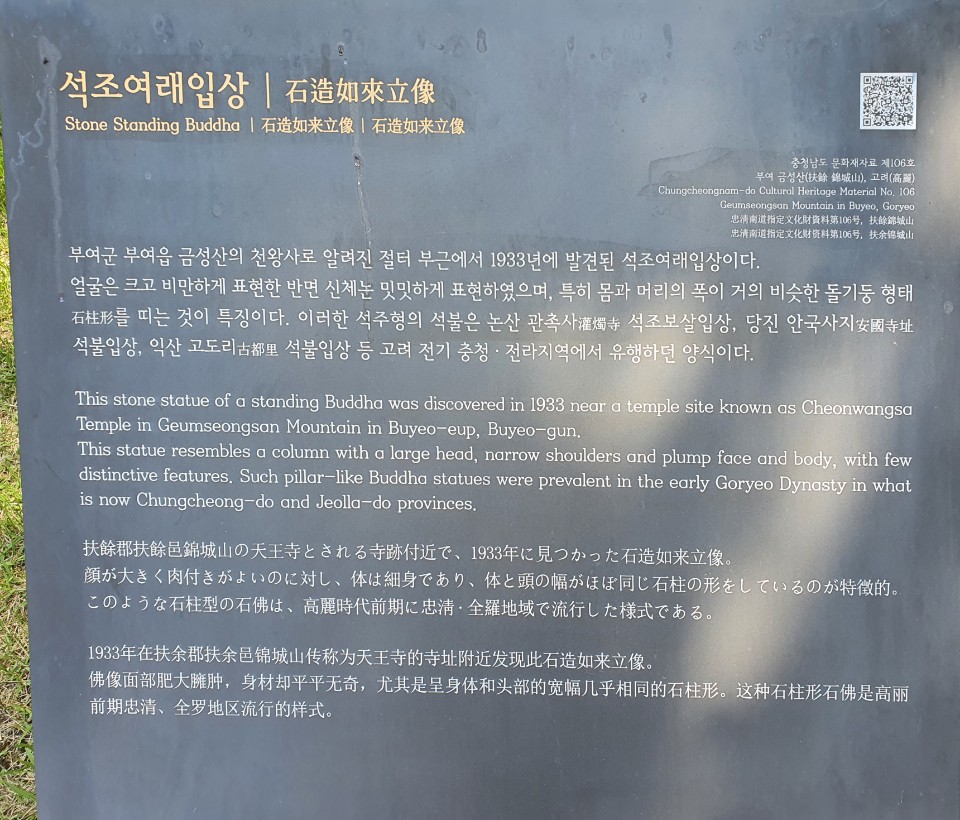 석조여래입상 | 石造如來立像
Stone Standing Buddha | 石造如来立像 | 石造如来立像
충청남도 문화재자료 제106호
부여 금성산(扶餘 錦城山), 고려(高麗)
Chungcheongnam-do Cultural Heritage Material No. 106
Geumseongsan Mountain in Buyeo, Goryeo
忠清南道指定文化財資料第106号, 扶餘錦城山
忠清南道指定文化财资料第106号, 扶余锦城山
부여군 부여읍 금성산의 천왕사로 알려진 절터 부근에서 1933년에 발견된 석조여래입상이다.
얼굴은 크고 비만하게 표현한 반면 신체는 밋밋하게 표현하였으며, 특히 몸과 머리의 폭이 거의 비슷한 돌기둥 형태
石柱形를 띠는 것이 특징이다. 이러한 석주형의 석불은 논산 관촉사灌燭寺 석조보살입상, 당진 안국사지安國寺址
석불입상, 익산 고도리古都里 석불입상 등 고려 전기 충청·전라지역에서 유행하던 양식이다.
This stone statue of a standing Buddha was discovered in 1933 near a temple site known as Cheonwangsa
Temple in Geumseongsan Mountain in Buyeo-eup, Buyeo-gun.
This statue resembles a column with a large head, narrow shoulders and plump face and body, with few
distinctive features. Such pillar-like Buddha statues were prevalent in the early Goryeo Dynasty in what
is now Chungcheong-do and Jeolla-do provinces.
扶餘郡扶餘邑錦城山の天王寺とされる寺跡付近で、1933年に見つかった石造如来立像。
顔が大きく肉付きがよいのに対し、体は細身であり、体と頭の幅がほぼ同じ石柱の形をしているのが特徴的。
このような石柱型の石佛は、高麗時代前期に忠清·全羅地域で流行した様式である。
1933年在扶余郡扶余邑锦城山传称为天王寺的寺址附近发现此石造如来立像。
佛像面部肥大臃肿，身材却平平无奇，尤其是呈身体和头部的宽幅几乎相同的石柱形。这种石柱形石佛是高丽
前期忠清、全罗地区流行的样式。